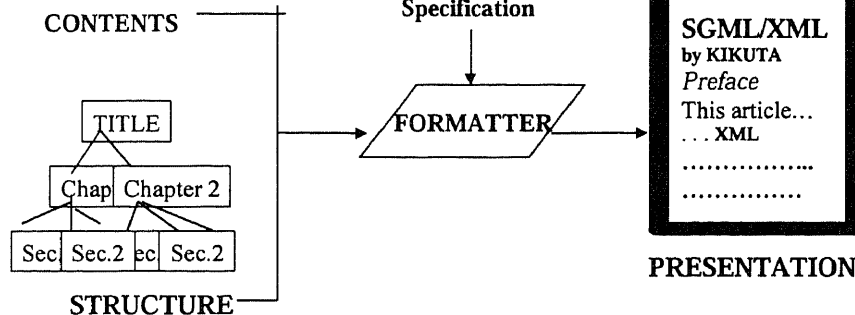 CONTENTS
Specification
TITLE
Chap
Chapter 2
Sec.
Sec.2
ec.
Sec.2
STRUCTURE
FORMATTER
SGML/XML
by KIKUTA
Preface
This article...
. . . XML
..................
...............
PRESENTATION